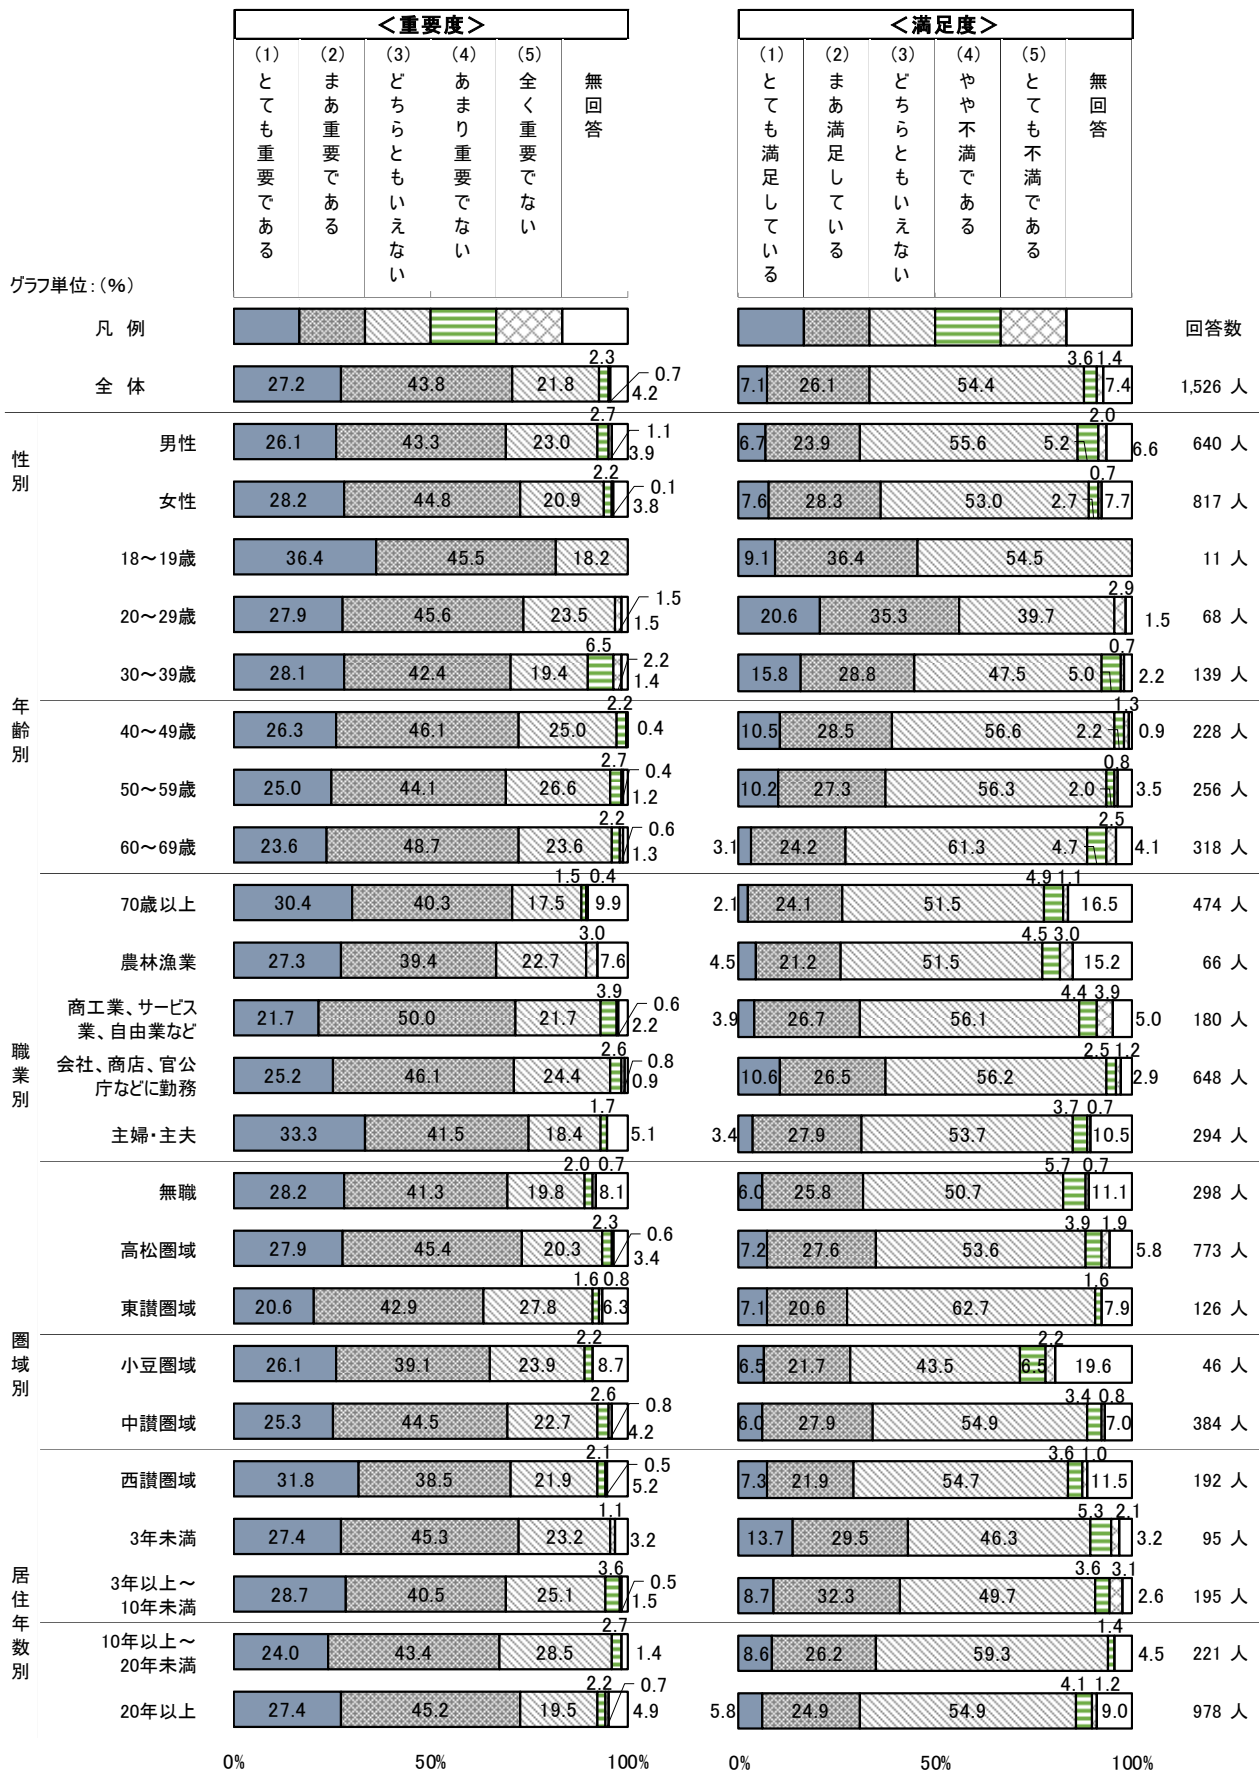 ＜重要度＞ ＜満足度＞
(1) とても重要である
(2) まあ重要である
(3) どちらともいえない
(4) あまり重要でない
(5) 全く重要でない
無回答
(1) とても満足している
(2) まあ満足している
(3) どちらともいえない
(4) やや不満である
(5) とても不満である
無回答
グラフ単位：(％)
凡 例 回答数
全 体 27.2 43.8 21.8 2.3 0.7 4.2 7.1 26.1 54.4 3.6 1.4 7.4 1,526 人
性別
男性 26.1 43.3 23.0 2.7 1.1 3.9 6.7 23.9 55.6 5.2 2.0 6.6 640 人
女性 28.2 44.8 20.9 2.2 0.1 3.8 7.6 28.3 53.0 2.7 0.7 7.7 817 人
年齢別
18～19歳 36.4 45.5 18.2 9.1 36.4 54.5 11 人
20～29歳 27.9 45.6 23.5 1.5 1.5 20.6 35.3 39.7 2.9 1.5 68 人
30～39歳 28.1 42.4 19.4 6.5 2.2 1.4 15.8 28.8 47.5 5.0 0.7 2.2 139 人
40～49歳 26.3 46.1 25.0 2.2 0.4 10.5 28.5 56.6 2.2 1.3 0.9 228 人
50～59歳 25.0 44.1 26.6 2.7 0.4 1.2 10.2 27.3 56.3 2.0 0.8 3.5 256 人
60～69歳 23.6 48.7 23.6 2.2 0.6 1.3 3.1 24.2 61.3 4.7 2.5 4.1 318 人
70歳以上 30.4 40.3 17.5 1.5 0.4 9.9 2.1 24.1 51.5 4.9 1.1 16.5 474 人
職業別
農林漁業 27.3 39.4 22.7 3.0 7.6 4.5 21.2 51.5 4.5 3.0 15.2 66 人
商工業、サービス
業、自由業など 21.7 50.0 21.7 3.9 0.6 2.2 3.9 26.7 56.1 4.4 3.9 5.0 180 人
会社、商店、官公
庁などに勤務 25.2 46.1 24.4 2.6 0.8 0.9 10.6 26.5 56.2 2.5 1.2 2.9 648 人
主婦・主夫 33.3 41.5 18.4 1.7 5.1 3.4 27.9 53.7 3.7 0.7 10.5 294 人
無職 28.2 41.3 19.8 2.0 0.7 8.1 6.0 25.8 50.7 5.7 0.7 11.1 298 人
圏域別
高松圏域 27.9 45.4 20.3 2.3 0.6 3.4 7.2 27.6 53.6 3.9 1.9 5.8 773 人
東讃圏域 20.6 42.9 27.8 1.6 0.8 6.3 7.1 20.6 62.7 1.6 7.9 126 人
小豆圏域 26.1 39.1 23.9 2.2 8.7 6.5 21.7 43.5 6.5 2.2 19.6 46 人
中讃圏域 25.3 44.5 22.7 2.6 0.8 4.2 6.0 27.9 54.9 3.4 0.8 7.0 384 人
西讃圏域 31.8 38.5 21.9 2.1 0.5 5.2 7.3 21.9 54.7 3.6 1.0 11.5 192 人
居住年数別
3年未満 27.4 45.3 23.2 1.1 3.2 13.7 29.5 46.3 5.3 2.1 3.2 95 人
3年以上～
10年未満 28.7 40.5 25.1 3.6 0.5 1.5 8.7 32.3 49.7 3.6 3.1 2.6 195 人
10年以上～
20年未満 24.0 43.4 28.5 2.7 1.4 8.6 26.2 59.3 1.4 4.5 221 人
20年以上 27.4 45.2 19.5 2.2 0.7 4.9 5.8 24.9 54.9 4.1 1.2 9.0 978 人
0% 50% 100% 0% 50% 100%